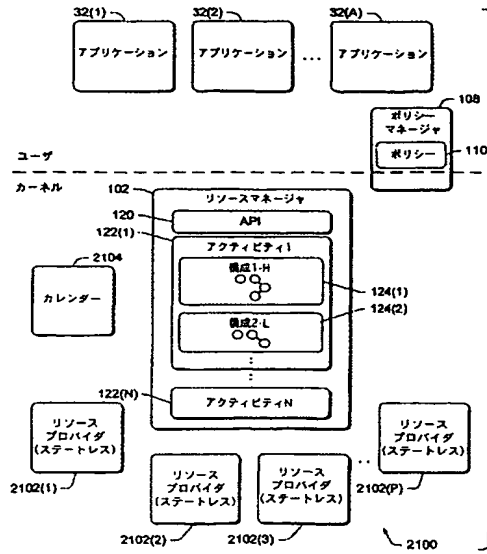 32(1)
32(2)
32(A)
アプリケーション
アプリケーション
...
アプリケーション
108
ポリシー
マネージャ
ポリシー
110
ユーザ
カーネル
102
リソースマネージャ
120
API
122(1)
アクティビティ1
構成1-H
124(1)
構成2-L
124(2)
2104
カレンダー
122(N)
アクティビティN
リソース
プロバイダ
(ステートレス)
2102(1)
リソース
プロバイダ
(ステートレス)
2102(2)
リソース
プロバイダ
(ステートレス)
2102(3)
リソース
プロバイダ
(ステートレス)
2102(P)
2100